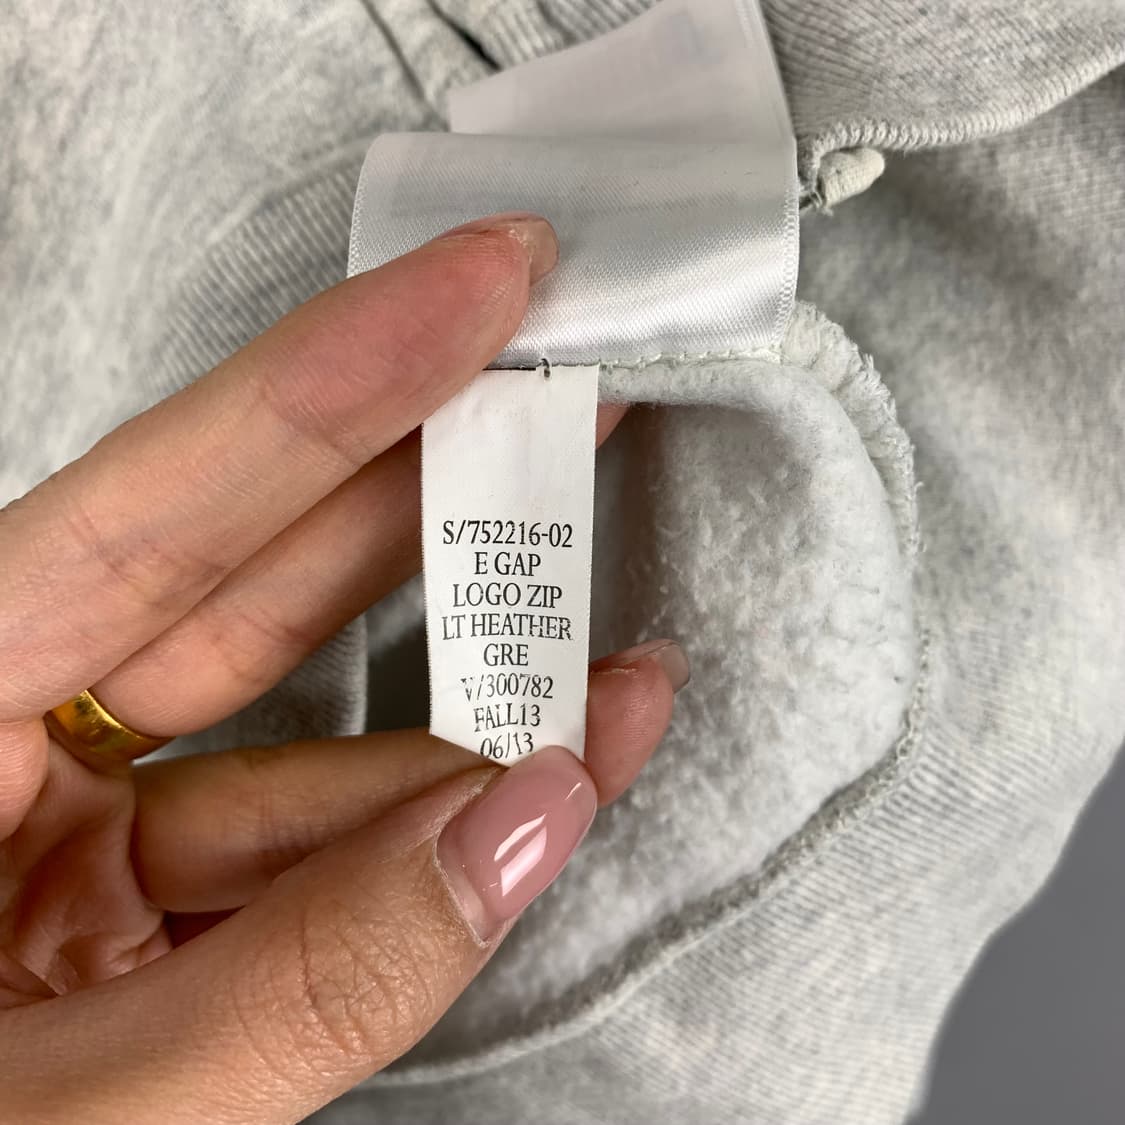 S/752216-02
E GAP
LOGO ZIP
LT HEATHER
GRE
V/300782
FALL13
06/13